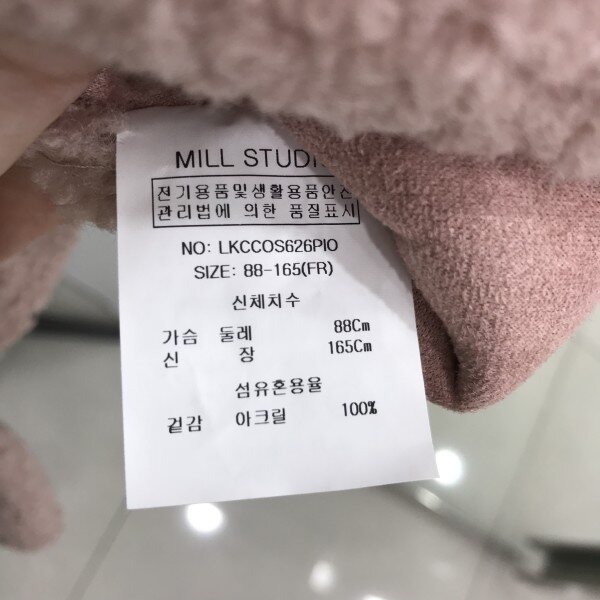 MILL STUDIO
전기용품및생활용품안전
관리법에 의한 품질표시
NO: LKCCOS626PIO
SIZE: 88-165(FR)
신체치수
가슴 둘레 88Cm
신 장 165Cm
섬유혼용율
겉감 아크릴 100%